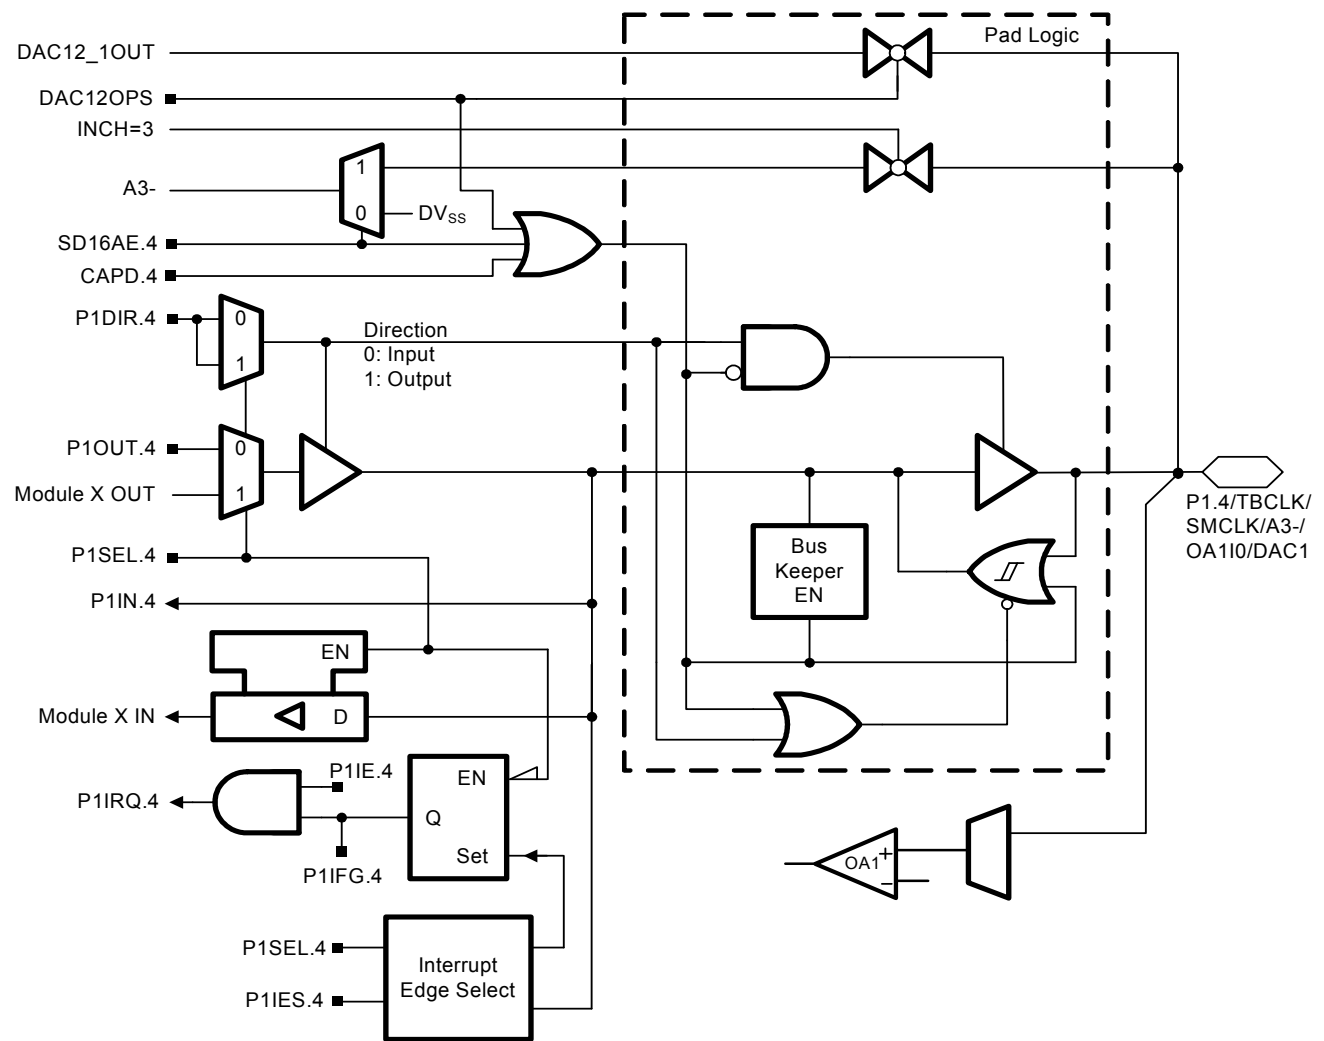 Pad Logic
DAC12_1OUT
DAC12OPS
INCH=3
1
A3-
0
DVSS
SD16AE.4
CAPD.4
P1DIR.4
0
1
Direction
0: Input
1: Output
P1OUT.4
0
Module X OUT
1
P1.4/TBCLK/
SMCLK/A3-/
OA1I0/DAC1
P1SEL.4
Bus
Keeper
EN
P1IN.4
EN
Module X IN
D
P1IE.4
EN
P1IRQ.4
Q
Set
P1IFG.4
OA1
+
−
P1SEL.4
Interrupt
Edge Select
P1IES.4